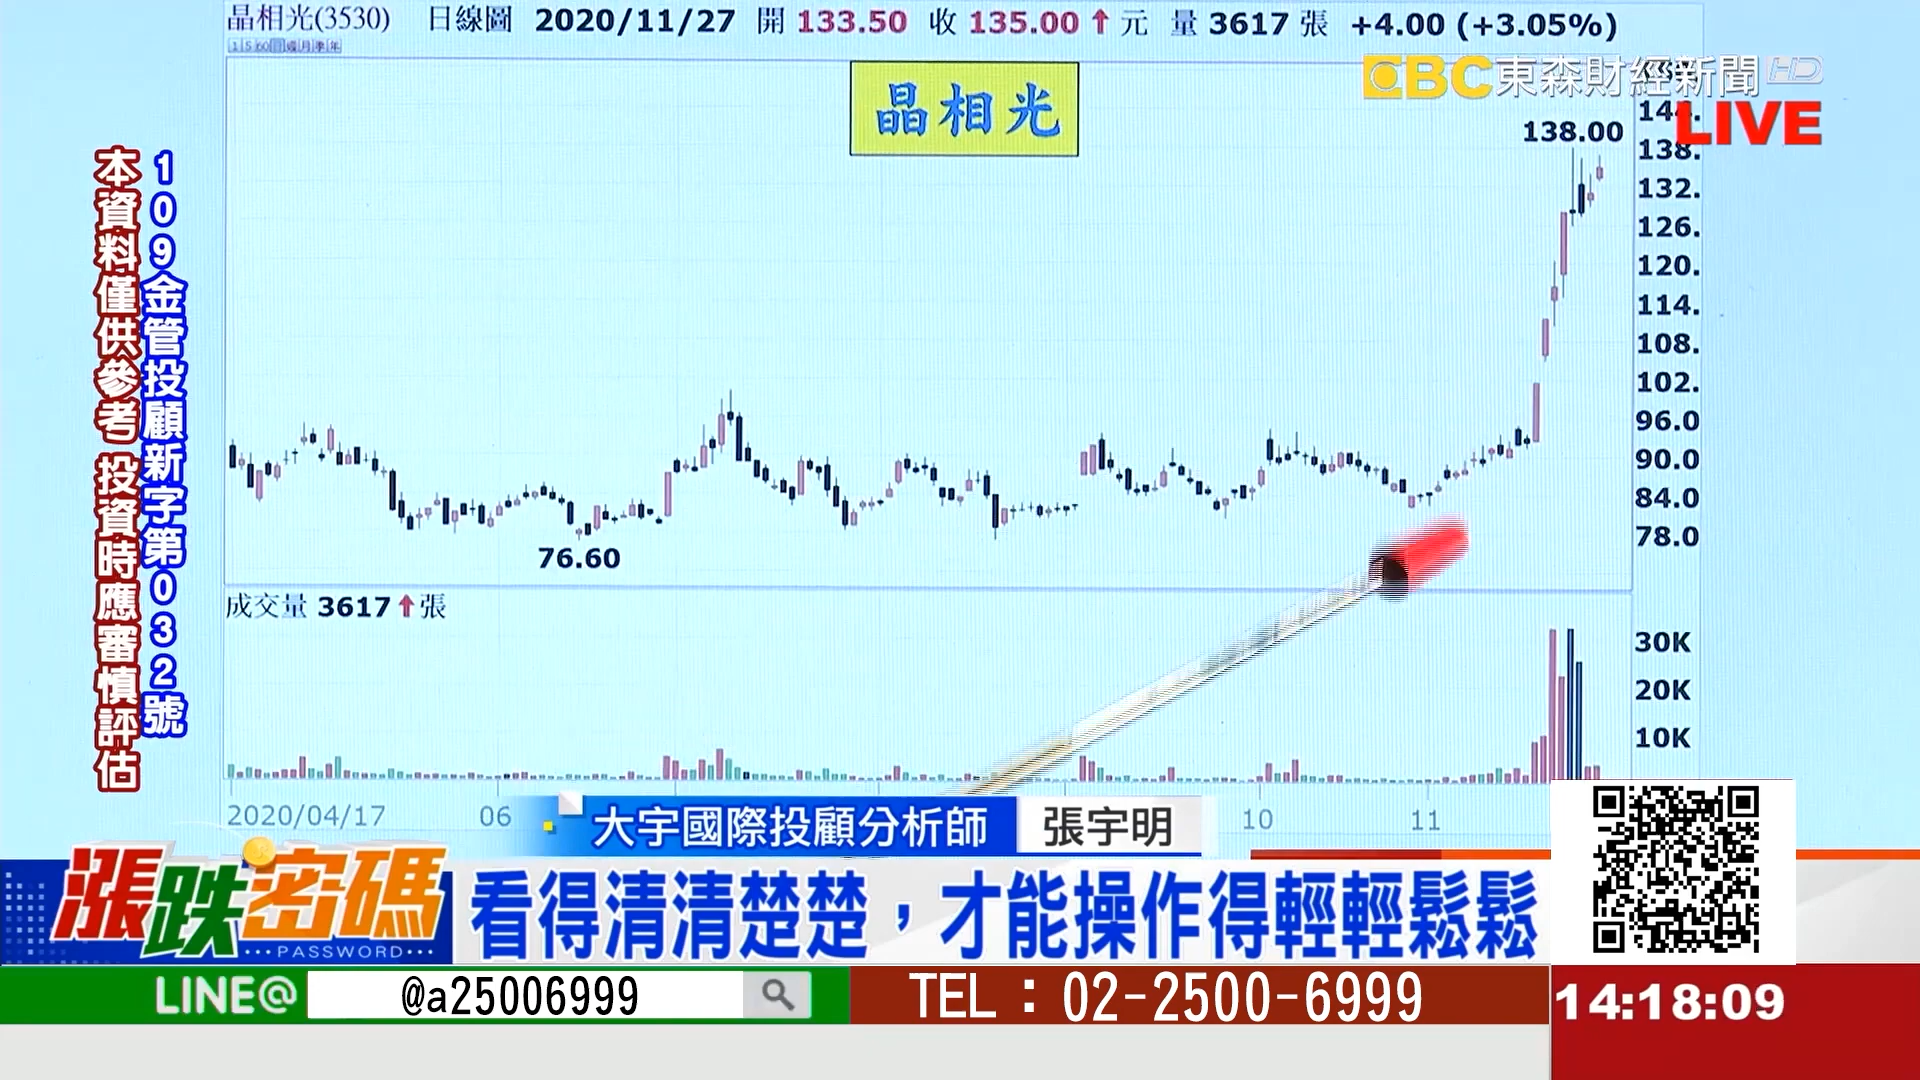 晶相光(3530) 日線圖 2020/11/27 開 133.50 收 135.00 ↑ 元 量 3617 張 +4.00 (+3.05%)
EBC東森財經新聞 HD
LIVE
晶相光
138.00
144.
138.
132.
126.
120.
114.
108.
102.
96.0
90.0
84.0
78.0
76.60
109金管投顧新字第032號
本資料僅供參考 投資時應審慎評估
成交量 3617 ↑ 張
30K
20K
10K
2020/04/17 06 10 11
大宇國際投顧分析師 張宇明
漲跌密碼
PASSWORD
看得清清楚楚，才能操作得輕輕鬆鬆
LINE@ @a25006999 TEL：02-2500-6999 14:18:09